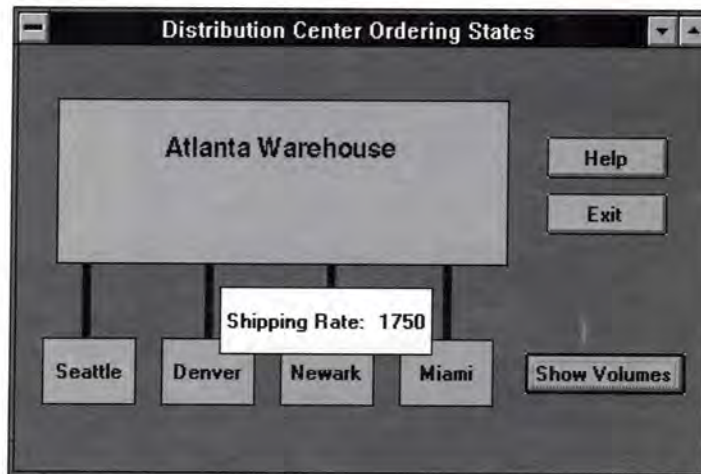 Distribution Center Ordering States
Atlanta Warehouse
Help
Exit
Shipping Rate: 1750
Seattle
Denver
Newark
Miami
Show Volumes